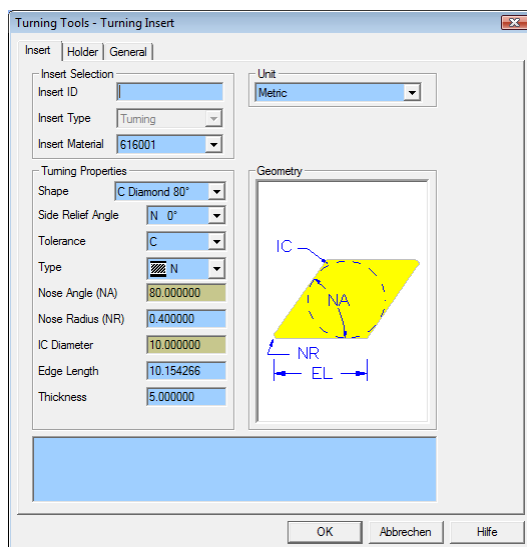 Turning Tools - Turning Insert
Insert
Holder
General
Insert Selection
Insert ID
Insert Type Turning
Insert Material 616001
Unit
Metric
Turning Properties
Shape C Diamond 80°
Side Relief Angle N 0°
Tolerance C
Type N
Nose Angle (NA) 80.000000
Nose Radius (NR) 0.400000
IC Diameter 10.000000
Edge Length 10.154266
Thickness 5.000000
Geometry
IC
NA
NR
EL
OK
Abbrechen
Hilfe